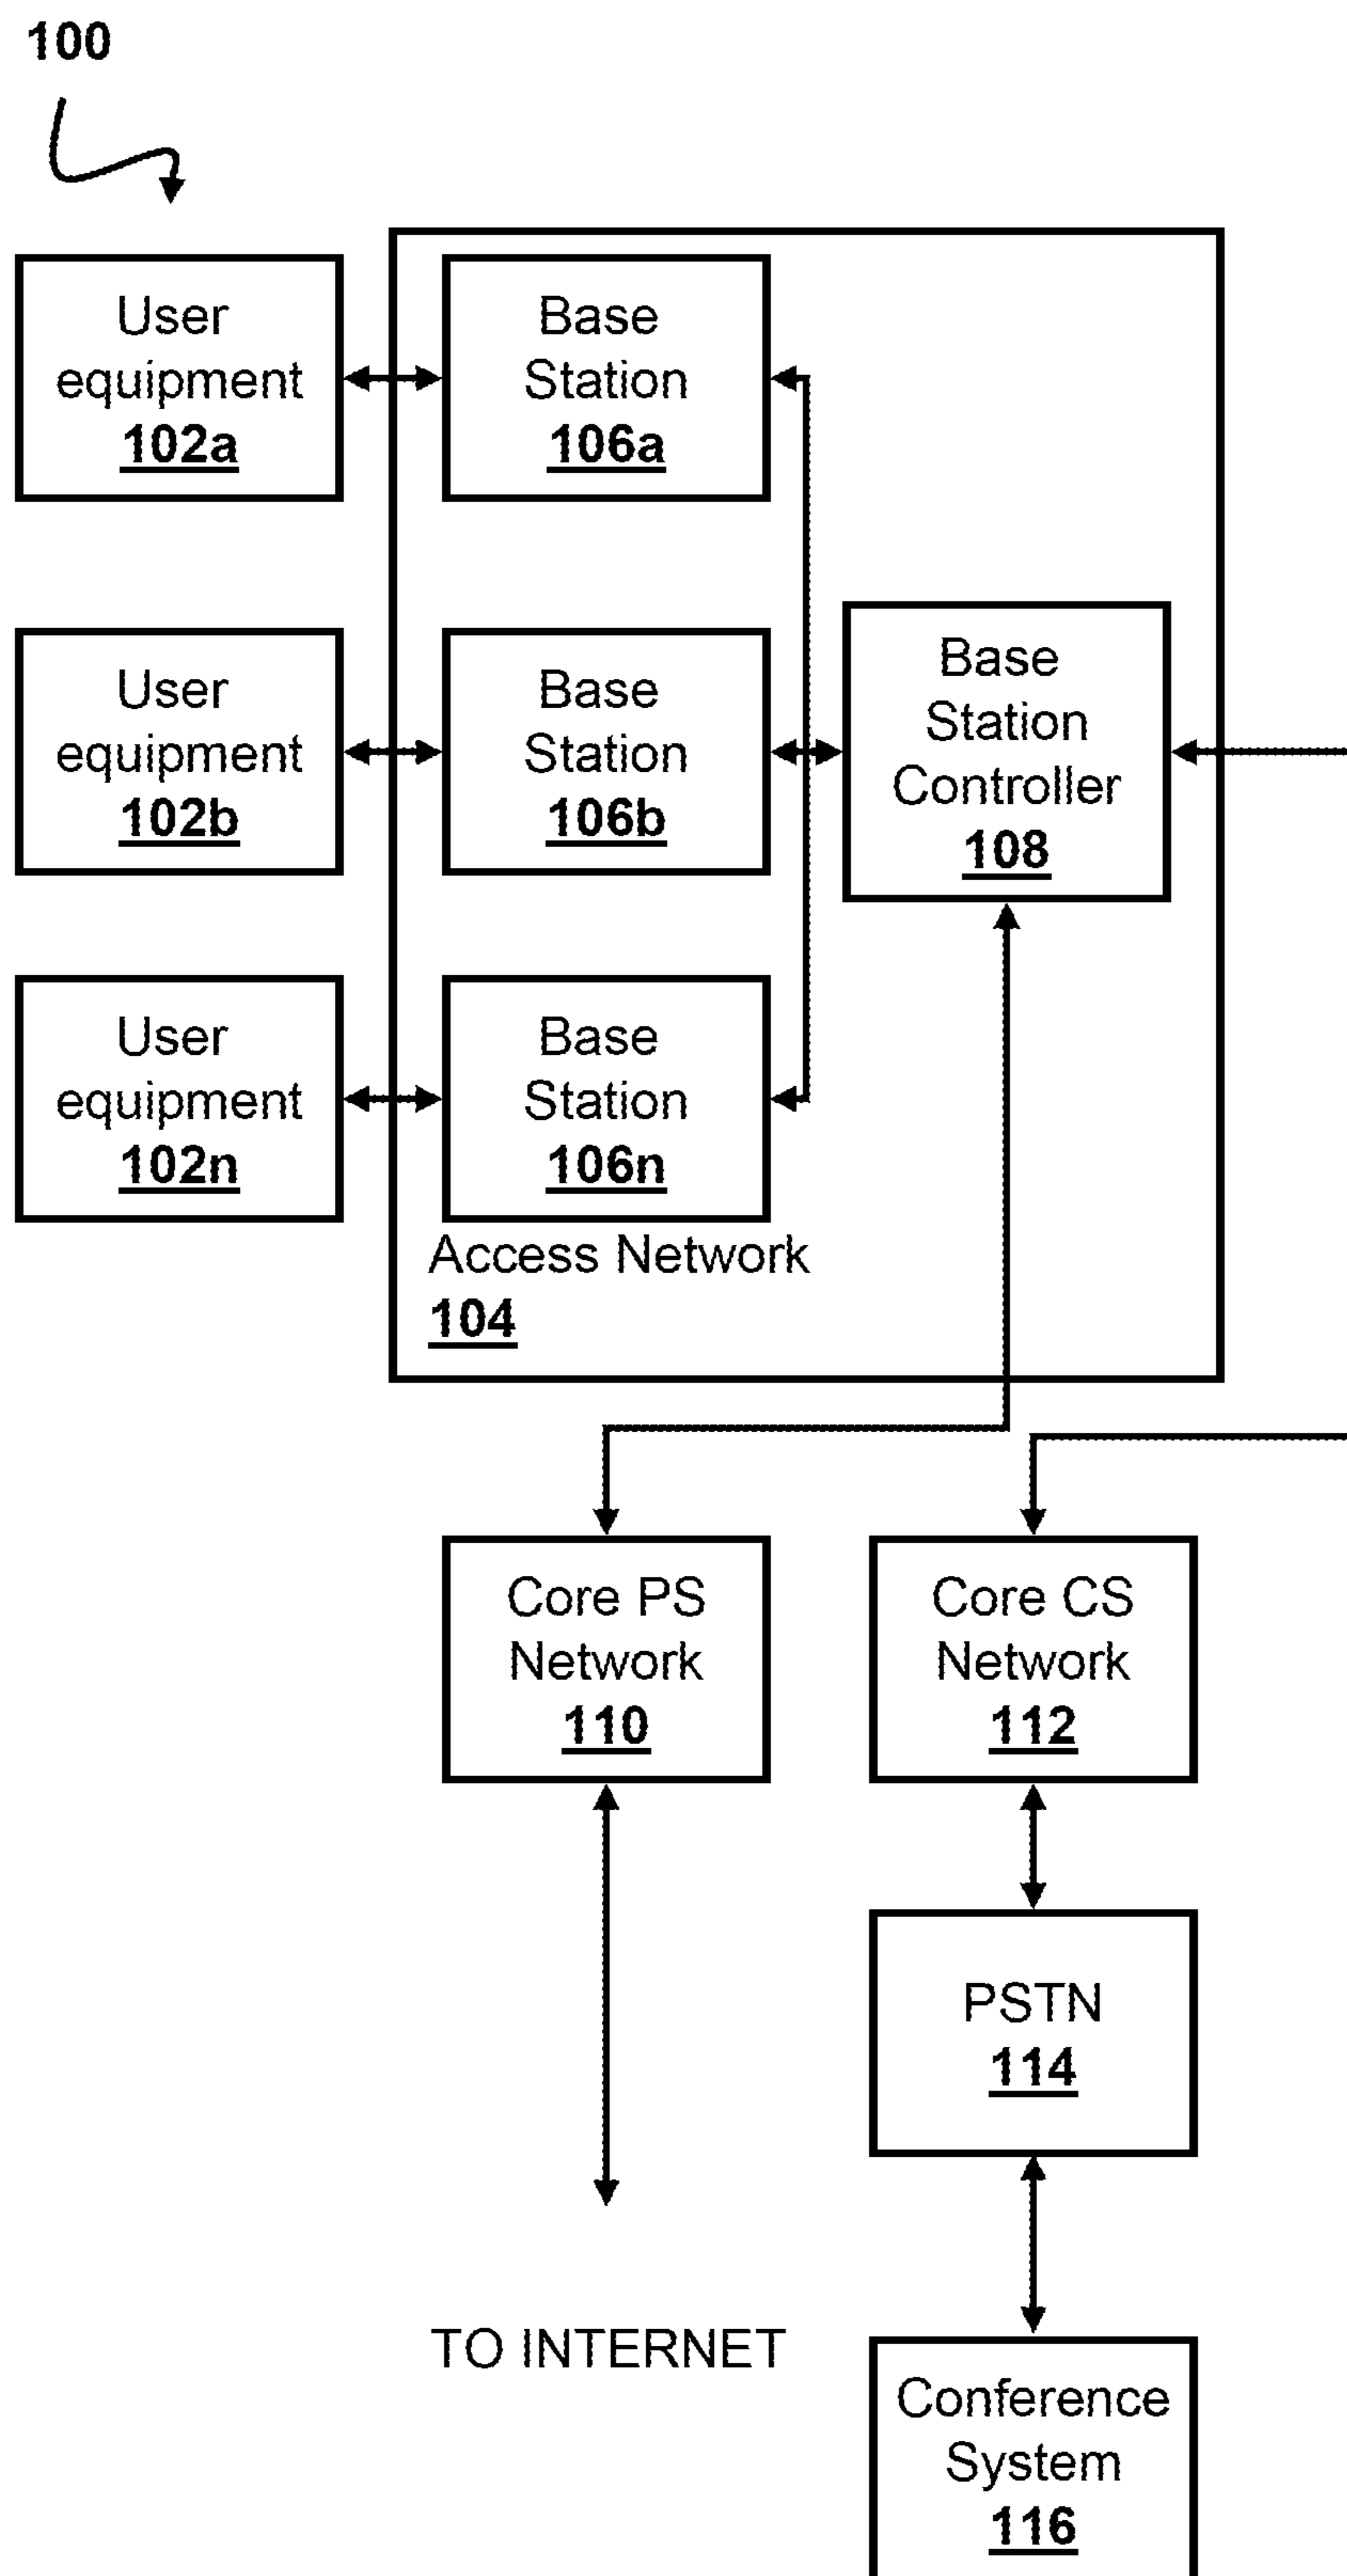 100
User
equipment
102a
Base
Station
106a
User
equipment
102b
Base
Station
106b
Base
Station
Controller
108
User
equipment
102n
Base
Station
106n
Access Network
104
Core PS
Network
110
Core CS
Network
112
PSTN
114
TO INTERNET
Conference
System
116